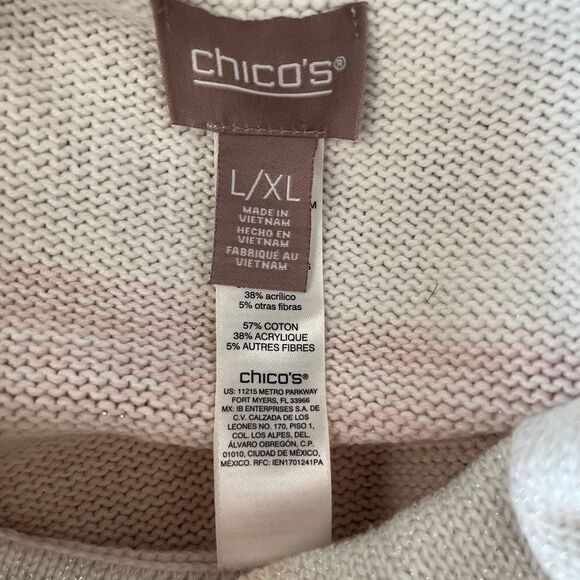 chico's®
L/XL
MADE IN
VIETNAM
HECHO EN
VIETNAM
FABRIQUÉ AU
VIETNAM
38% acrílico
5% otras fibras
57% COTON
38% ACRYLIQUE
5% AUTRES FIBRES
chico's®
US: 11215 METRO PARKWAY
FORT MYERS, FL 33966
MX: IB ENTERPRISES S.A. DE
C.V. CALZADA DE LOS
LEONES NO. 170, PISO 1,
COL. LOS ALPES, DEL.
ÁLVARO OBREGÓN, C.P.
01010, CIUDAD DE MÉXICO,
MÉXICO. RFC: IEN1701241PA